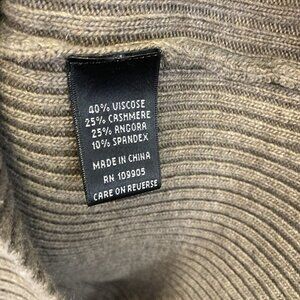 40% VISCOSE
25% CASHMERE
25% ANGORA
10% SPANDEX
MADE IN CHINA
RN 109905
CARE ON REVERSE